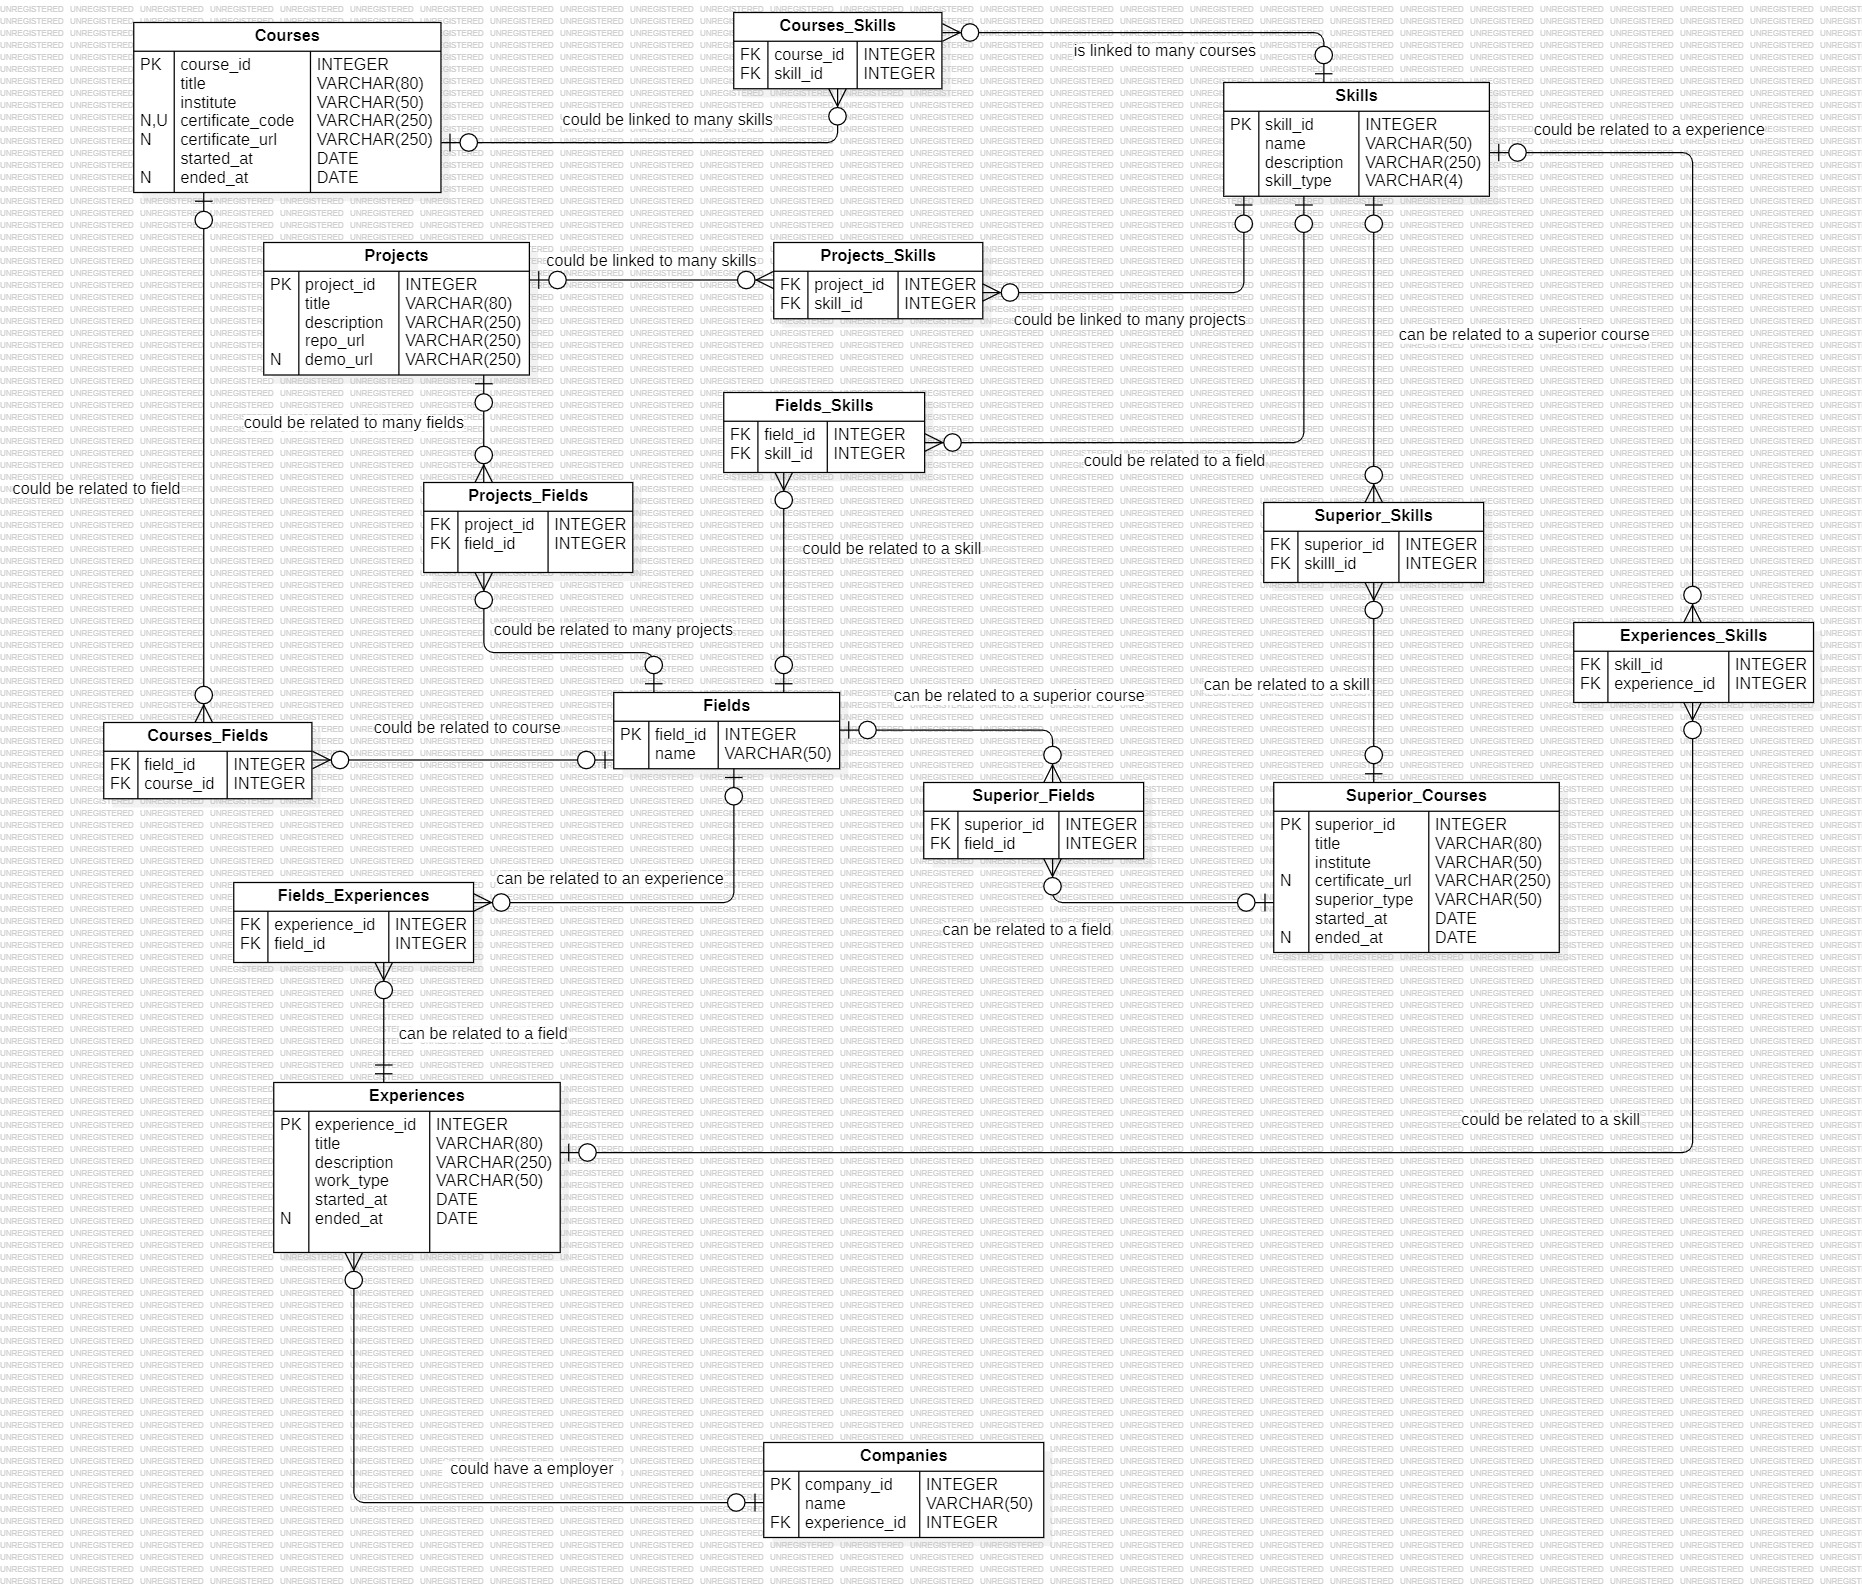 Courses
PK course_id INTEGER
title VARCHAR(80)
institute VARCHAR(50)
N,U certificate_code VARCHAR(250)
N certificate_url VARCHAR(250)
started_at DATE
N ended_at DATE
Courses_Skills
FK course_id INTEGER
FK skill_id INTEGER
is linked to many courses
could be linked to many skills
Skills
PK skill_id INTEGER
name VARCHAR(50)
description VARCHAR(250)
skill_type VARCHAR(4)
could be related to a experience
Projects
PK project_id INTEGER
title VARCHAR(80)
description VARCHAR(250)
repo_url VARCHAR(250)
N demo_url VARCHAR(250)
could be linked to many skills
Projects_Skills
FK project_id INTEGER
FK skill_id INTEGER
could be linked to many projects
can be related to a superior course
could be related to many fields
Fields_Skills
FK field_id INTEGER
FK skill_id INTEGER
could be related to a field
could be related to field
Projects_Fields
FK project_id INTEGER
FK field_id INTEGER
could be related to a skill
Superior_Skills
FK superior_id INTEGER
FK skilll_id INTEGER
could be related to many projects
Experiences_Skills
FK skill_id INTEGER
FK experience_id INTEGER
can be related to a skill
can be related to a superior course
Fields
PK field_id INTEGER
name VARCHAR(50)
could be related to course
Courses_Fields
FK field_id INTEGER
FK course_id INTEGER
Superior_Fields
FK superior_id INTEGER
FK field_id INTEGER
Superior_Courses
PK superior_id INTEGER
title VARCHAR(80)
institute VARCHAR(50)
N certificate_url VARCHAR(250)
superior_type VARCHAR(50)
started_at DATE
N ended_at DATE
can be related to an experience
Fields_Experiences
FK experience_id INTEGER
FK field_id INTEGER
can be related to a field
can be related to a field
Experiences
PK experience_id INTEGER
title VARCHAR(80)
description VARCHAR(250)
work_type VARCHAR(50)
started_at DATE
N ended_at DATE
could be related to a skill
could have a employer
Companies
PK company_id INTEGER
name VARCHAR(50)
FK experience_id INTEGER
UNREGISTERED